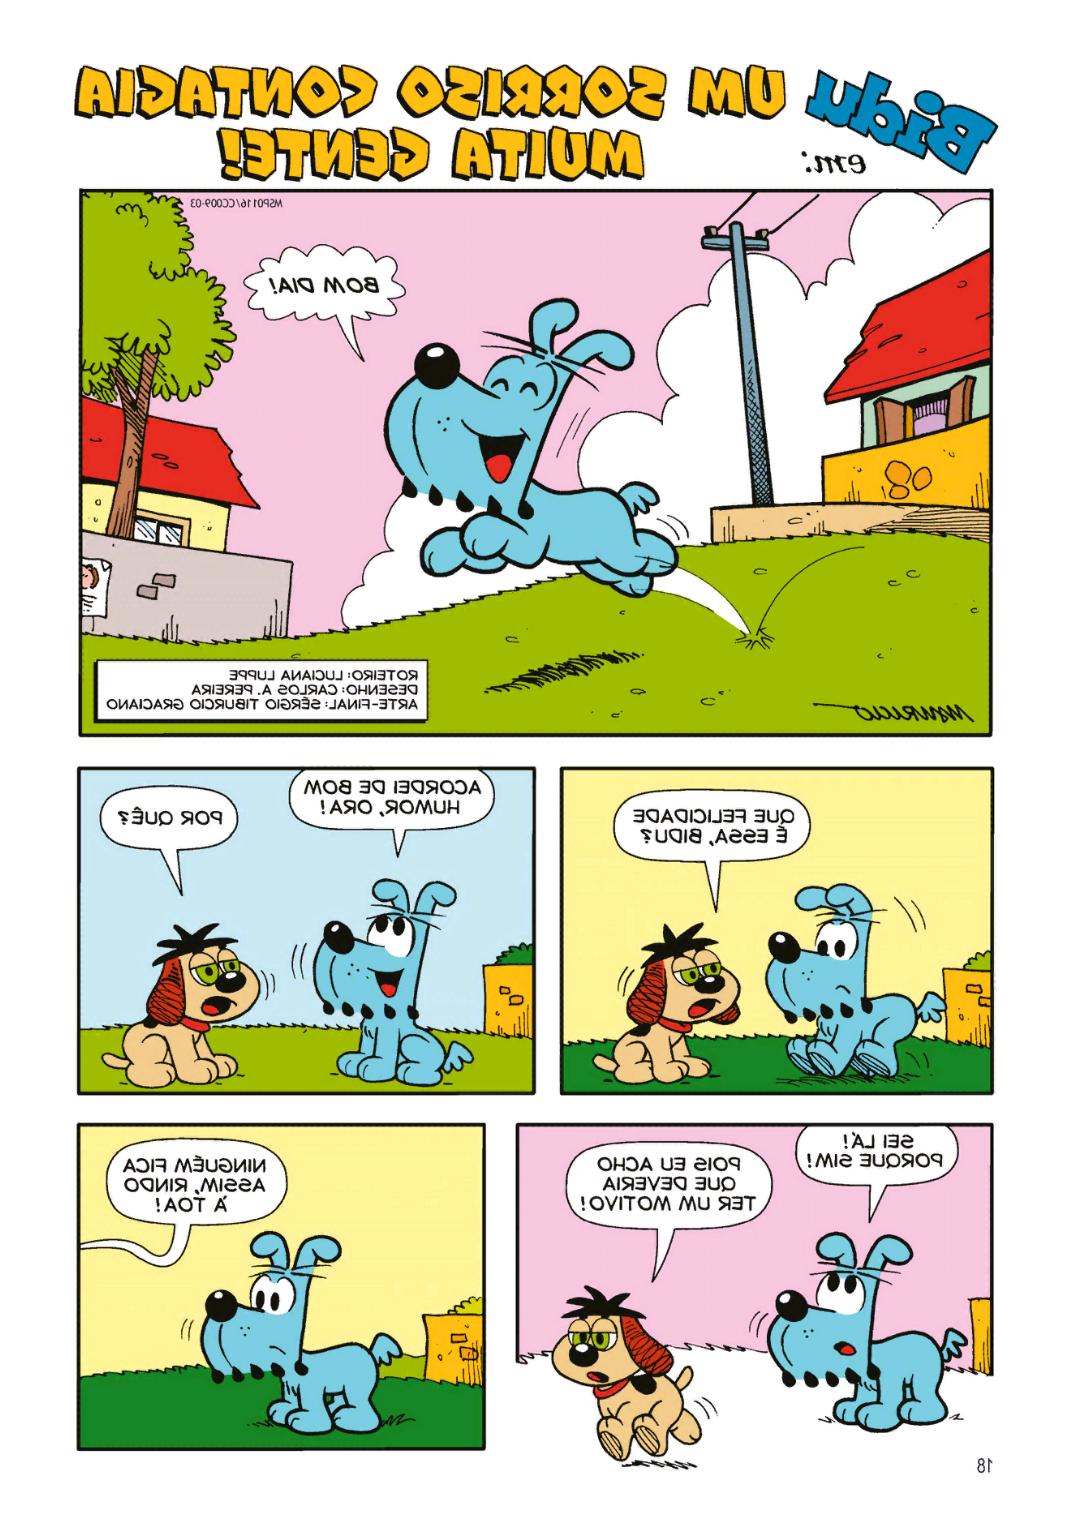 Bidu
em:
UM SORRISO CONTAGIA
MUITA GENTE!
MSP0116/CC009-03
BOM DIA!
ROTEIRO: LUCIANA LUPPE
DESENHO: CARLOS A. PEREIRA
ARTE-FINAL: SÉRGIO TIBURCIO GRACIANO
MAURICIO
QUE FELICIDADE
É ESSA, BIDU?
ACORDEI DE BOM
HUMOR, ORA!
POR QUÊ?
SEI LÁ!
PORQUE SIM!
POIS EU ACHO
QUE DEVERIA
TER UM MOTIVO!
NINGUÉM FICA
ASSIM, RINDO,
À TOA!
18